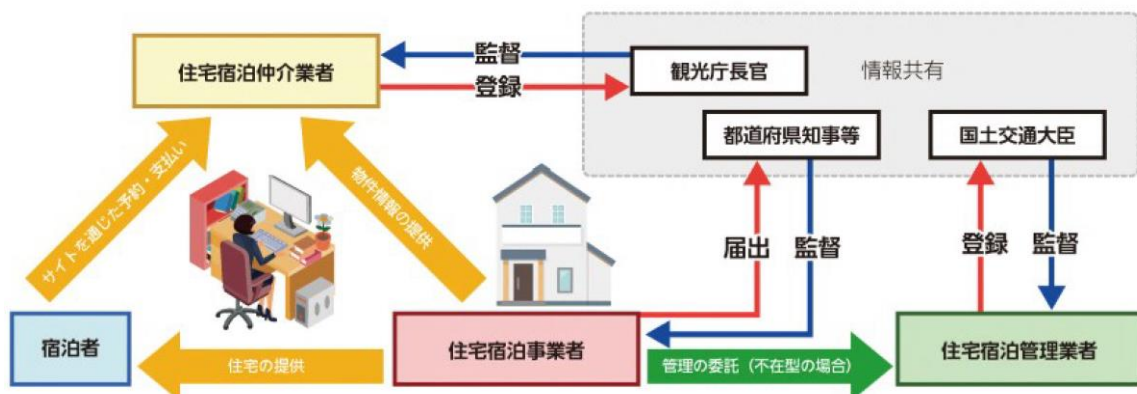 監督
住宅宿泊仲介業者
観光庁長官
情報共有
登録
都道府県知事等
国土交通大臣
サイトを通じた予約・支払い
物件情報の提供
届出
監督
登録
監督
宿泊者
住宅の提供
住宅宿泊事業者
管理の委託（不在型の場合）
住宅宿泊管理業者